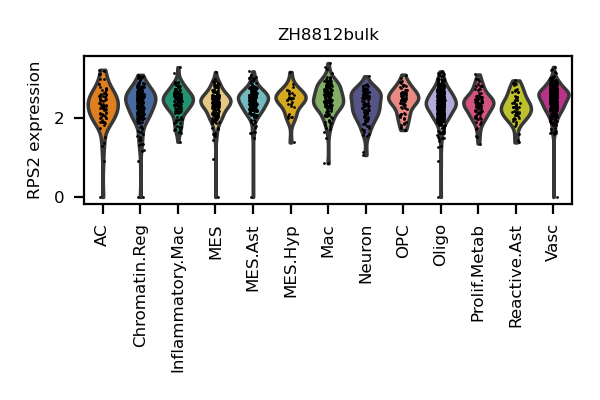 ZH8812bulk
RPS2 expression
2
0
AC
Chromatin.Reg
Inflammatory.Mac
MES
MES.Ast
MES.Hyp
Mac
Neuron
OPC
Oligo
Prolif.Metab
Reactive.Ast
Vasc